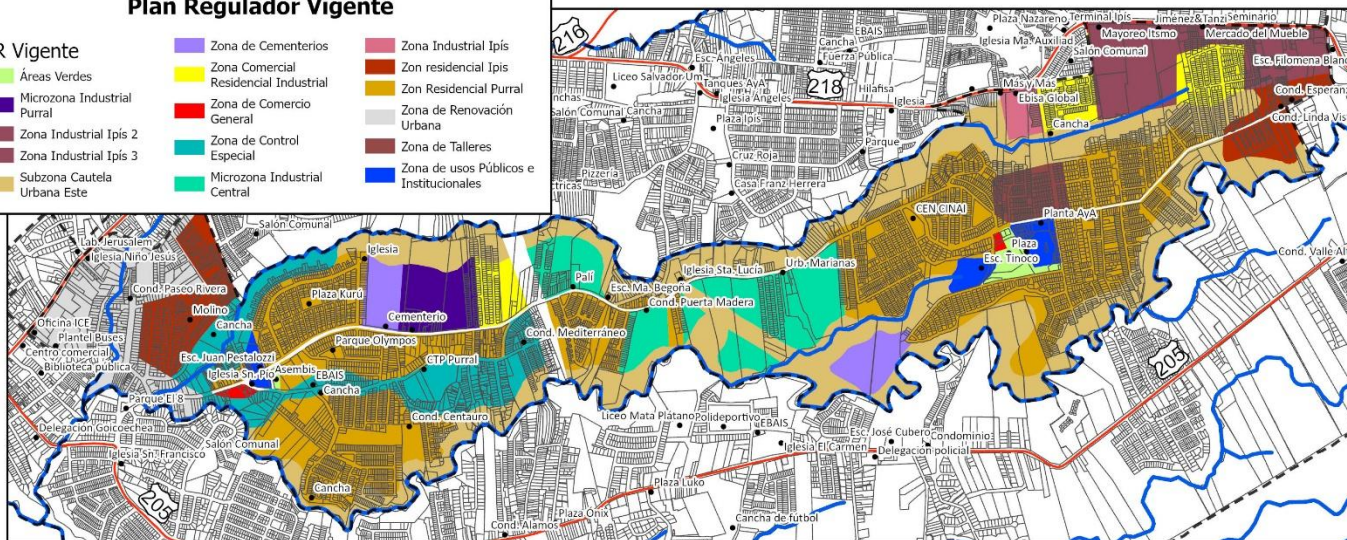 Plan Regulador Vigente
R Vigente
Áreas Verdes
Microzona Industrial
Purral
Zona Industrial Ipís 2
Zona Industrial Ipís 3
Subzona Cautela
Urbana Este
Zona de Cementerios
Zona Comercial
Residencial Industrial
Zona de Comercio
General
Zona de Control
Especial
Microzona Industrial
Central
Zona Industrial Ipís
Zon residencial Ipis
Zon Residencial Purral
Zona de Renovación
Urbana
Zona de Talleres
Zona de usos Públicos e
Institucionales
216
Esc. Angeles
EBAIS
Cancha
Fuerza Pública
Liceo Salvador Um
Tanques AyA
Iglesia Angeles
218
Hilafisa
Iglesia
Salón Comunal
Cancha
Plaza Ipis
Parque
Cruz Roja
Pizzeria
Casa Franz Herrera
Plaza Nazareno
Terminal Ipis
Jimenez&Tanzi
Seminario
Iglesia Ma. Auxiliad
Mayoreo Itsmo
Mercado del Mueble
Salón Comunal
Esc. Filomena Blanc
Más y Más
Ebisa Global
Cond. Esperanz
Cancha
Cond. Linda Vis
CEN CINAI
Planta AyA
Plaza
Esc. Tinoco
Cond. Valle Al
205
Salón Comunal
Lab. Jerusalem
Iglesia Niño Jesús
Iglesia
Cond. Paseo Rivera
Plaza Kurú
Molino
Cancha
Oficina ICE
Plantel Buses
Centro comercial
Biblioteca pública
Cementerio
Parque Olympos
Esc. Juan Pestalozzi
Iglesia Sn. Pio
Asembis
EBAIS
Cancha
CTP Purral
Palí
Esc. Ma. Begoña
Iglesia Sta. Lucía
Urb. Marianas
Cond. Puerta Madera
Cond. Mediterráneo
Parque El 8
Delegacion Goicoechea
Salón Comunal
Iglesia Sn. Francisco
Cond. Centauro
Cancha
205
Liceo Mata Plátano
Polideportivo
EBAIS
Iglesia El Carmen
Esc. José Cubero
Condominio
Delegación policial
Plaza Luko
Plaza Onix
Cond. Alamos
Cancha de futbol